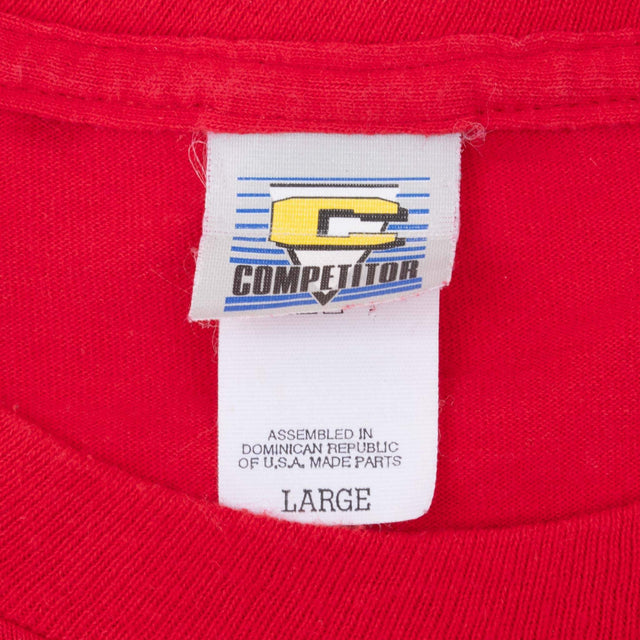 C
COMPETITOR
ASSEMBLED IN
DOMINICAN REPUBLIC
OF U.S.A. MADE PARTS
LARGE